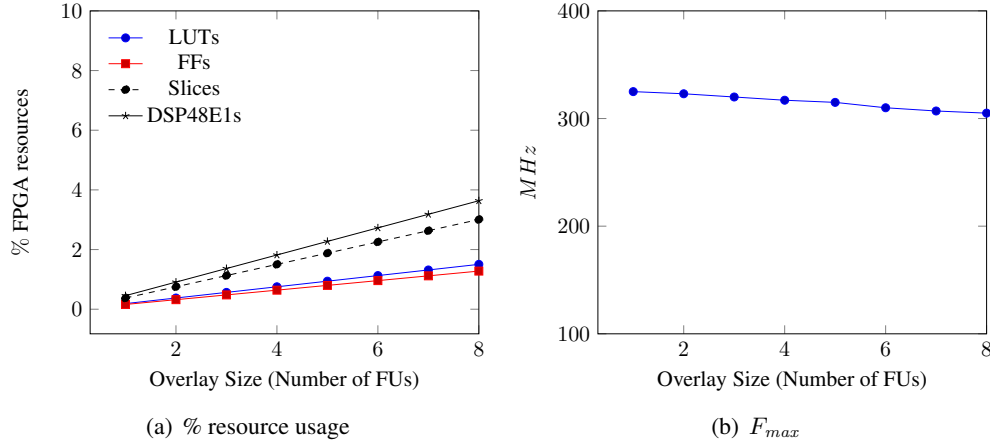 10
8
6
4
2
0
% FPGA resources
LUTs
FFs
Slices
DSP48E1s
2 4 6 8
Overlay Size (Number of FUs)
(a) % resource usage
400
300
200
100
MHz
2 4 6 8
Overlay Size (Number of FUs)
(b) Fmax